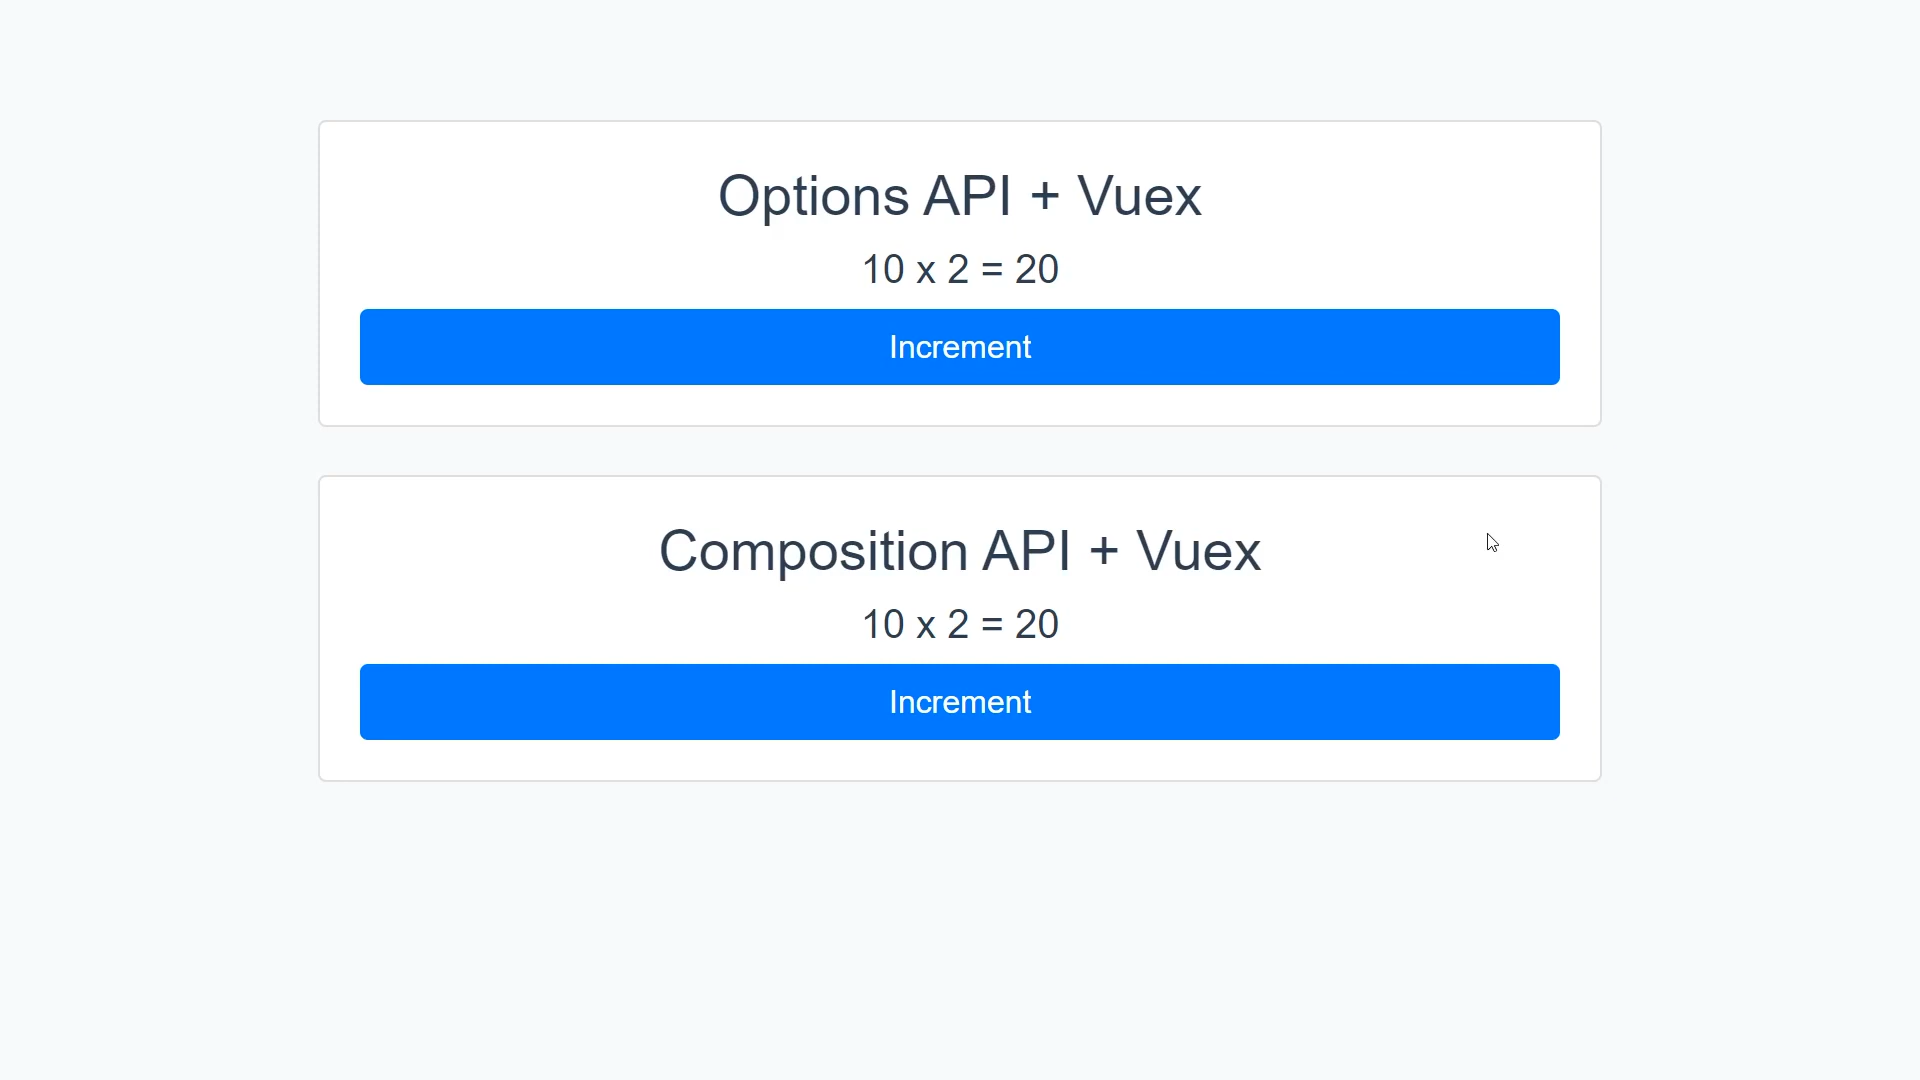 Options API + Vuex
10 x 2 = 20
Increment
Composition API + Vuex
10 x 2 = 20
Increment